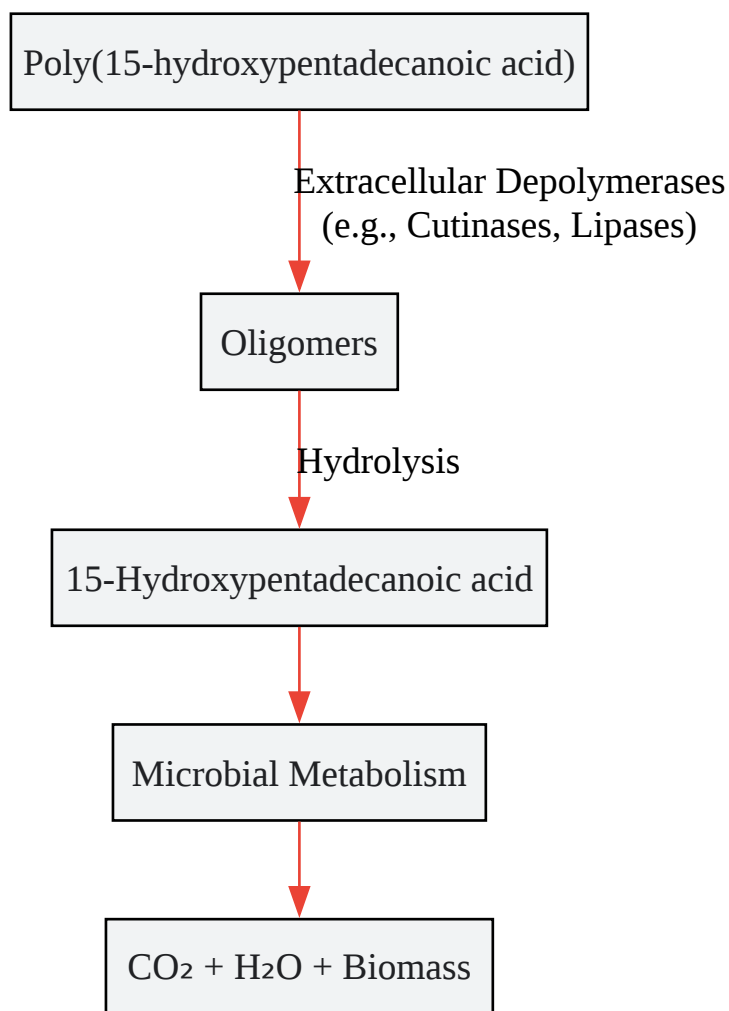 Poly(15-hydroxypentadecanoic acid)
Extracellular Depolymerases
(e.g., Cutinases, Lipases)
Oligomers
Hydrolysis
15-Hydroxypentadecanoic acid
Microbial Metabolism
CO₂ + H₂O + Biomass